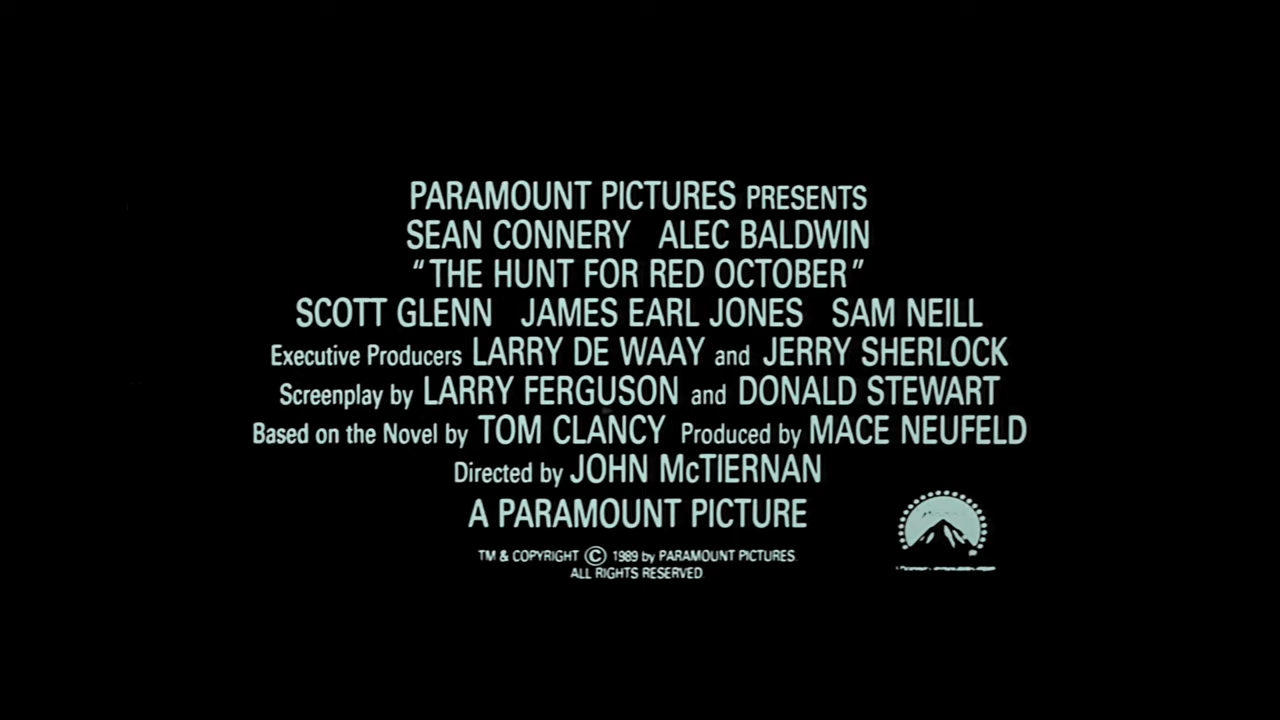 PARAMOUNT PICTURES PRESENTS
SEAN CONNERY ALEC BALDWIN
“THE HUNT FOR RED OCTOBER”
SCOTT GLENN JAMES EARL JONES SAM NEILL
Executive Producers LARRY DE WAAY and JERRY SHERLOCK
Screenplay by LARRY FERGUSON and DONALD STEWART
Based on the Novel by TOM CLANCY Produced by MACE NEUFELD
Directed by JOHN McTIERNAN
A PARAMOUNT PICTURE
TM & COPYRIGHT © 1989 by PARAMOUNT PICTURES.
ALL RIGHTS RESERVED.